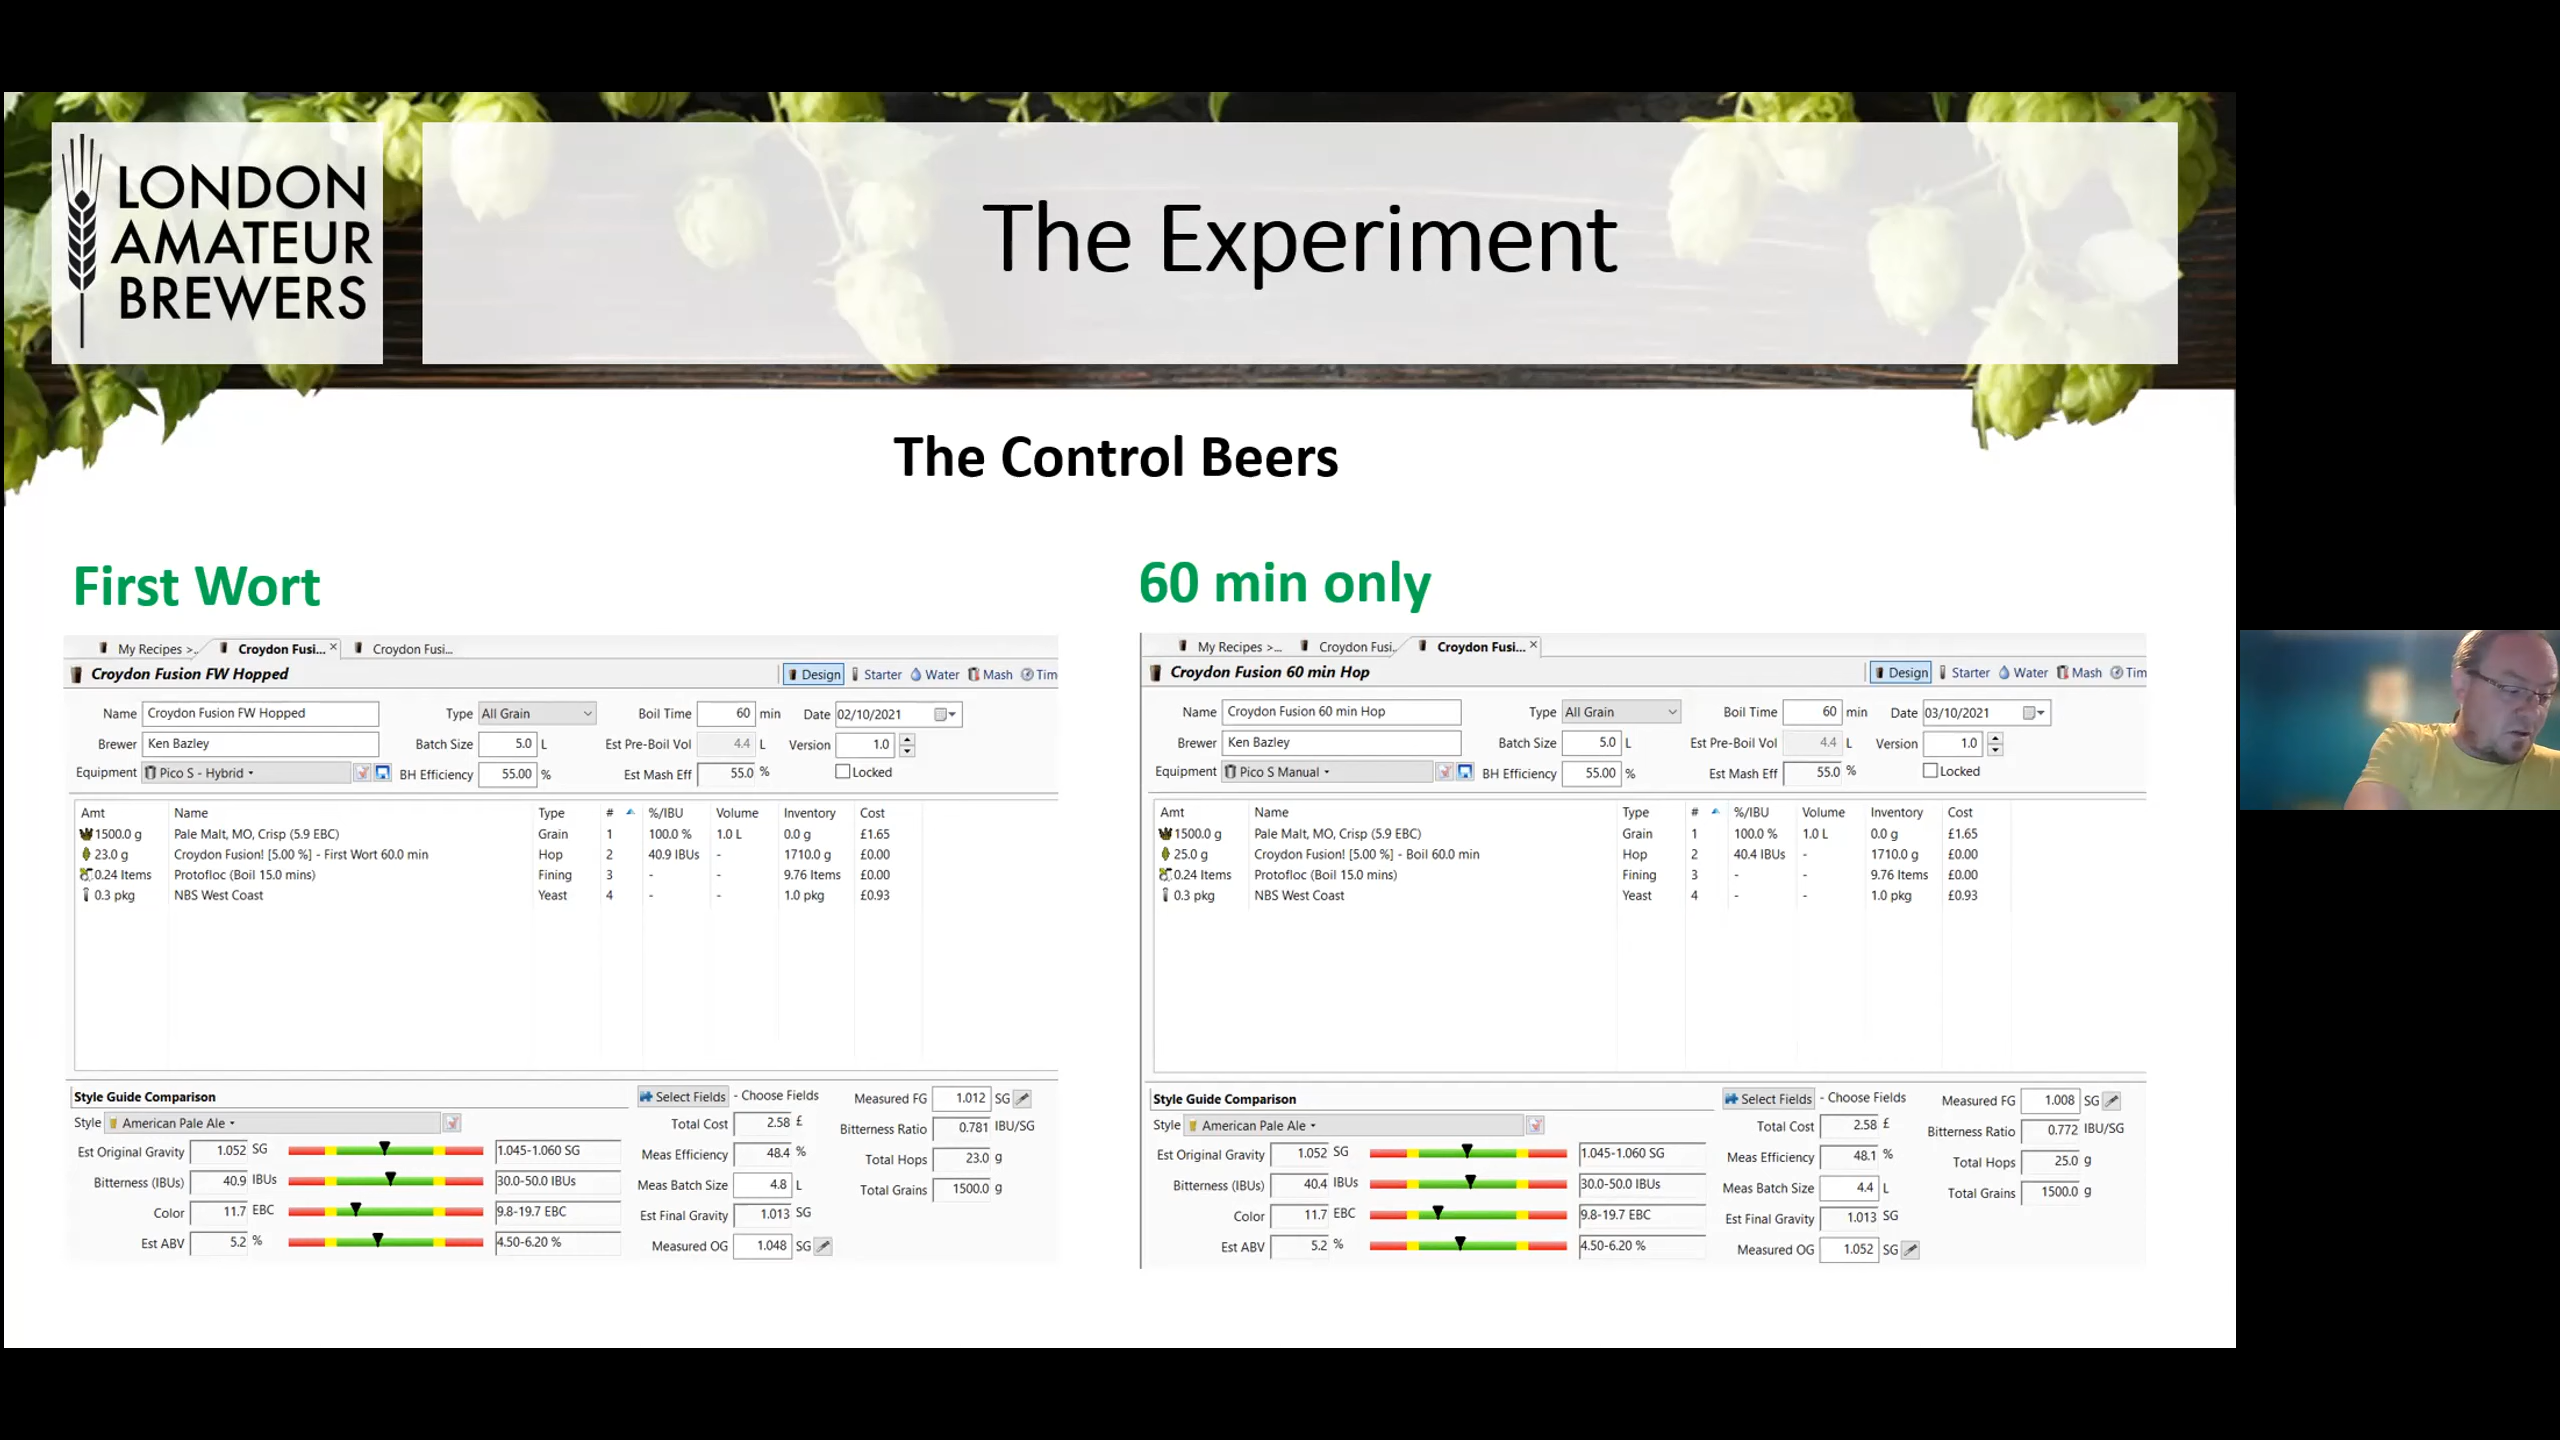 LONDON
AMATEUR
BREWERS
The Experiment
The Control Beers
First Wort
My Recipes >.. Croydon Fusi... × Croydon Fusi...
Croydon Fusion FW Hopped Design Starter Water Mash Tim
Name Croydon Fusion FW Hopped Type All Grain Boil Time 60 min Date 02/10/2021
Brewer Ken Bazley Batch Size 5.0 L Est Pre-Boil Vol 4.4 L Version 1.0
Equipment Pico S - Hybrid BH Efficiency 55.00 % Est Mash Eff 55.0 % Locked
Amt Name Type # %/IBU Volume Inventory Cost
1500.0 g Pale Malt, MO, Crisp (5.9 EBC) Grain 1 100.0 % 1.0 L 0.0 g £1.65
23.0 g Croydon Fusion! [5.00 %] - First Wort 60.0 min Hop 2 40.9 IBUs - 1710.0 g £0.00
0.24 Items Protofloc (Boil 15.0 mins) Fining 3 - - 9.76 Items £0.00
0.3 pkg NBS West Coast Yeast 4 - - 1.0 pkg £0.93
Style Guide Comparison Select Fields - Choose Fields Measured FG 1.012 SG
Style American Pale Ale Total Cost 2.58 £ Bitterness Ratio 0.781 IBU/SG
Est Original Gravity 1.052 SG 1.045-1.060 SG Meas Efficiency 48.4 % Total Hops 23.0 g
Bitterness (IBUs) 40.9 IBUs 30.0-50.0 IBUs Meas Batch Size 4.8 L Total Grains 1500.0 g
Color 11.7 EBC 9.8-19.7 EBC Est Final Gravity 1.013 SG
Est ABV 5.2 % 4.50-6.20 % Measured OG 1.048 SG
60 min only
My Recipes >... Croydon Fusi.. Croydon Fusi... ×
Croydon Fusion 60 min Hop Design Starter Water Mash Tim
Name Croydon Fusion 60 min Hop Type All Grain Boil Time 60 min Date 03/10/2021
Brewer Ken Bazley Batch Size 5.0 L Est Pre-Boil Vol 4.4 L Version 1.0
Equipment Pico S Manual BH Efficiency 55.00 % Est Mash Eff 55.0 % Locked
Amt Name Type # %/IBU Volume Inventory Cost
1500.0 g Pale Malt, MO, Crisp (5.9 EBC) Grain 1 100.0 % 1.0 L 0.0 g £1.65
25.0 g Croydon Fusion! [5.00 %] - Boil 60.0 min Hop 2 40.4 IBUs - 1710.0 g £0.00
0.24 Items Protofloc (Boil 15.0 mins) Fining 3 - - 9.76 Items £0.00
0.3 pkg NBS West Coast Yeast 4 - - 1.0 pkg £0.93
Style Guide Comparison Select Fields - Choose Fields Measured FG 1.008 SG
Style American Pale Ale Total Cost 2.58 £ Bitterness Ratio 0.772 IBU/SG
Est Original Gravity 1.052 SG 1.045-1.060 SG Meas Efficiency 48.1 % Total Hops 25.0 g
Bitterness (IBUs) 40.4 IBUs 30.0-50.0 IBUs Meas Batch Size 4.4 L Total Grains 1500.0 g
Color 11.7 EBC 9.8-19.7 EBC Est Final Gravity 1.013 SG
Est ABV 5.2 % 4.50-6.20 % Measured OG 1.052 SG